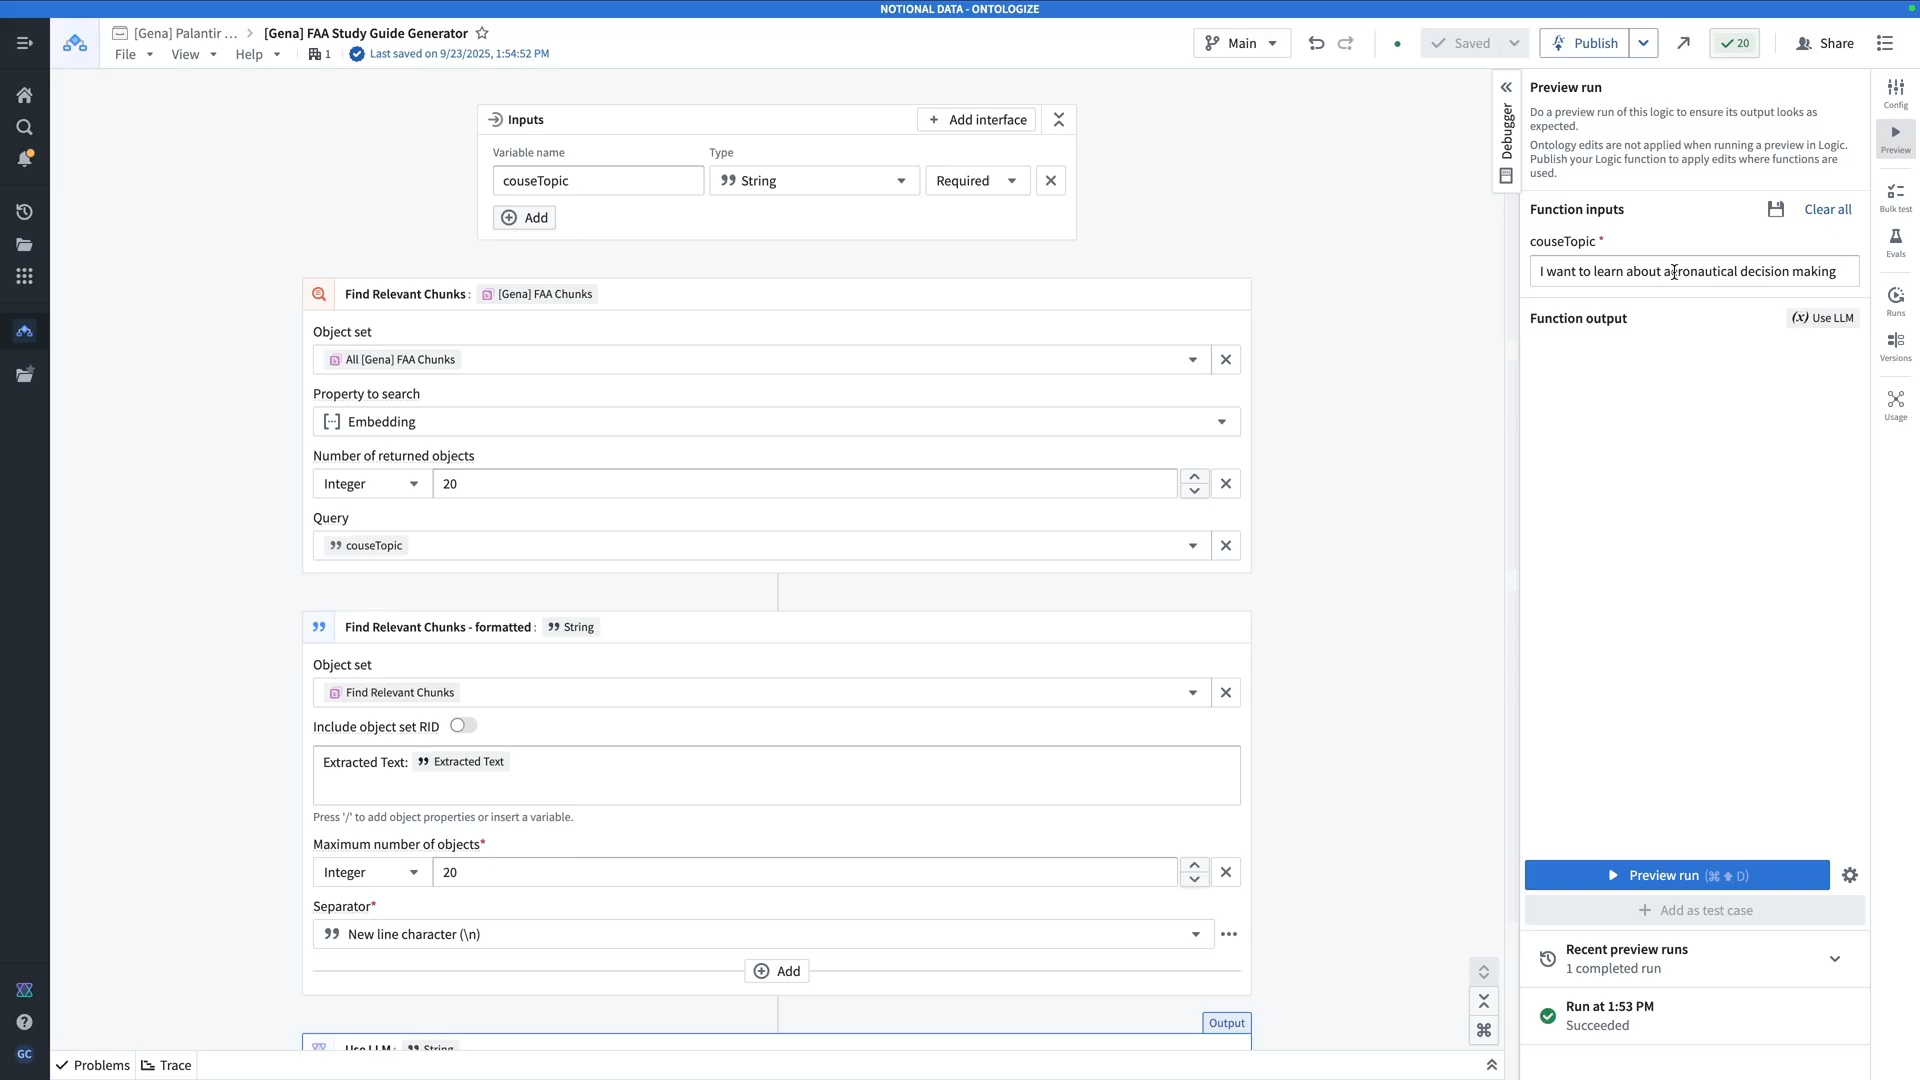 NOTIONAL DATA - ONTOLOGIZE
[Gena] Palantir ... > [Gena] FAA Study Guide Generator
File View Help 1 Last saved on 9/23/2025, 1:54:52 PM
Main
Saved
Publish
20
Share
Inputs
Add interface
Variable name Type
couseTopic String Required
Add
Find Relevant Chunks : [Gena] FAA Chunks
Object set
All [Gena] FAA Chunks
Property to search
Embedding
Number of returned objects
Integer 20
Query
couseTopic
Find Relevant Chunks - formatted : String
Object set
Find Relevant Chunks
Include object set RID
Extracted Text: Extracted Text
Press '/' to add object properties or insert a variable.
Maximum number of objects*
Integer 20
Separator*
New line character (\n)
Add
Output
Use LLM : String
Problems Trace
Debugger
Preview run
Do a preview run of this logic to ensure its output looks as
expected.
Ontology edits are not applied when running a preview in Logic.
Publish your Logic function to apply edits where functions are
used.
Function inputs Clear all
couseTopic *
I want to learn about aeronautical decision making
Function output (x) Use LLM
Preview run (⌘ ⇧ D)
Add as test case
Recent preview runs
1 completed run
Run at 1:53 PM
Succeeded
Config
Preview
Bulk test
Evals
Runs
Versions
Usage
GC